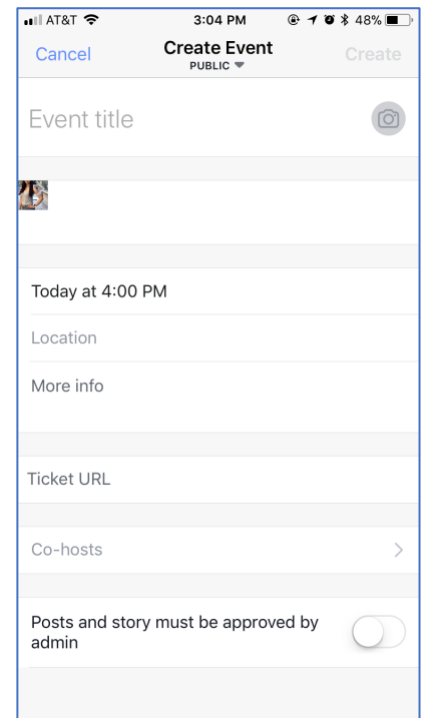 AT&T 3:04 PM 48%
Cancel Create Event Create
PUBLIC
Event title
Today at 4:00 PM
Location
More info
Ticket URL
Co-hosts
Posts and story must be approved by
admin